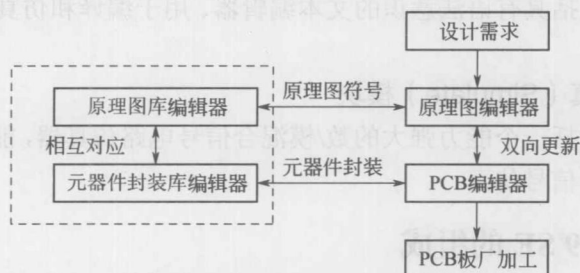 设计需求
原理图库编辑器
原理图符号
原理图编辑器
相互对应
双向更新
元器件封装库编辑器
元器件封装
PCB编辑器
PCB板厂加工